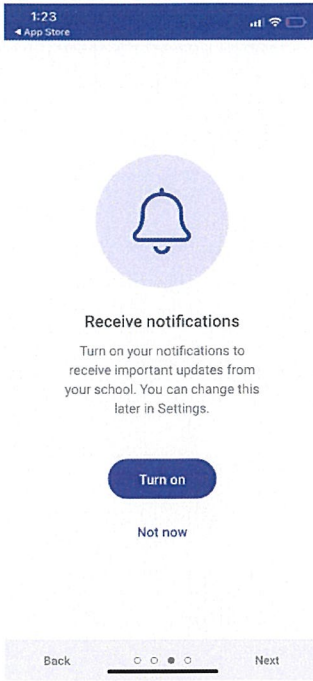 1:23
◀ App Store
Receive notifications
Turn on your notifications to
receive important updates from
your school. You can change this
later in Settings.
Turn on
Not now
Back
Next